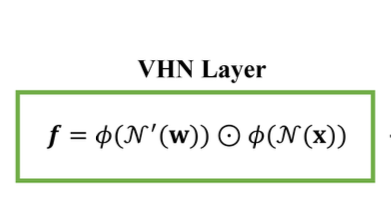 VHN Layer
𝒇 = ϕ(𝒩′(𝐰)) ⊙ ϕ(𝒩(𝐱))